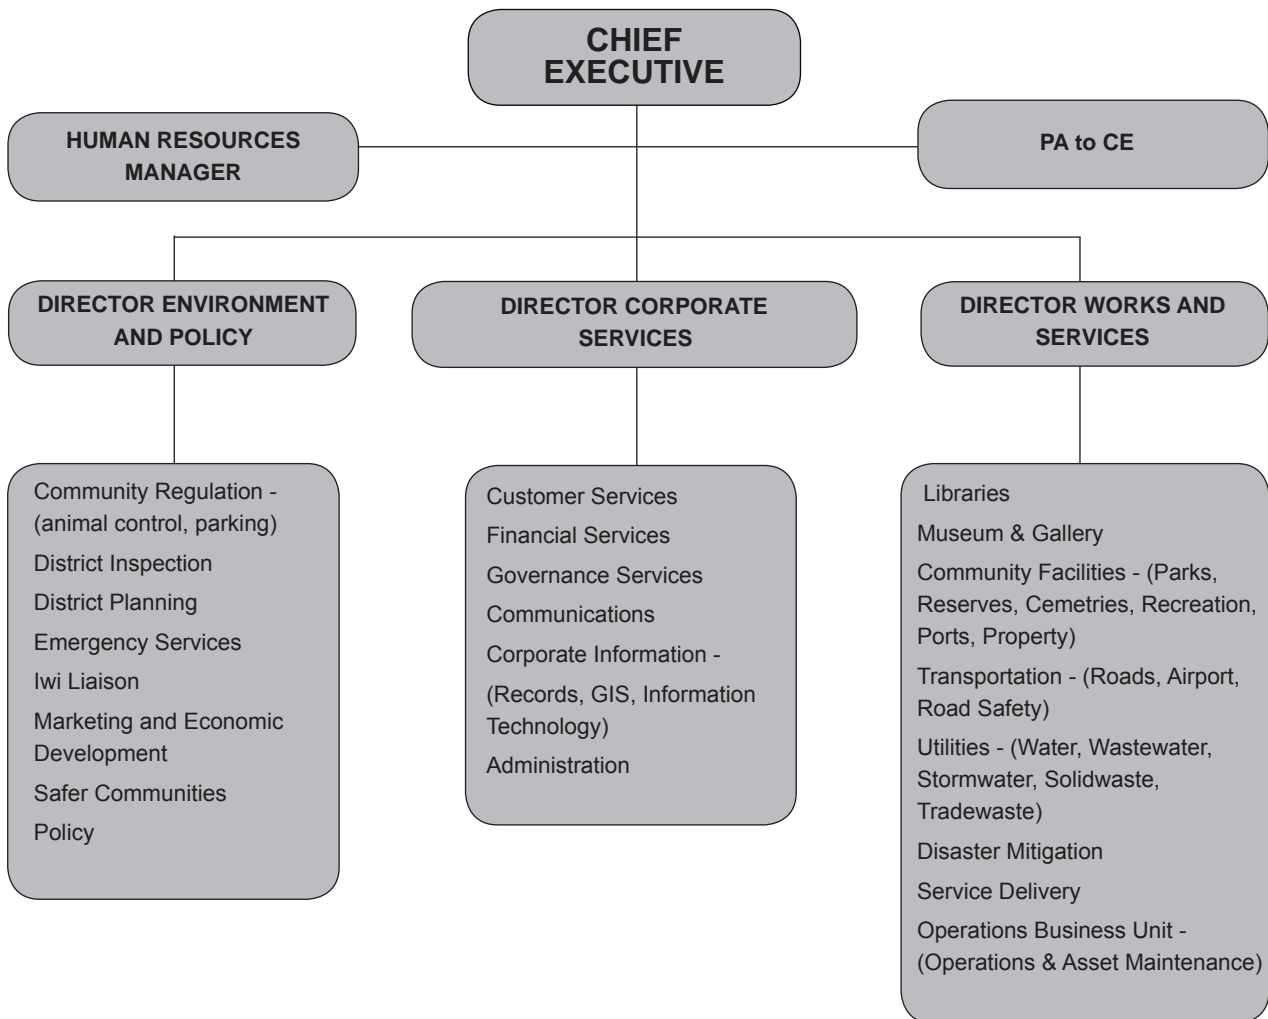 CHIEF
EXECUTIVE
HUMAN RESOURCES
MANAGER
PA to CE
DIRECTOR ENVIRONMENT
AND POLICY
DIRECTOR CORPORATE
SERVICES
DIRECTOR WORKS AND
SERVICES
Community Regulation -
(animal control, parking)
District Inspection
District Planning
Emergency Services
Iwi Liaison
Marketing and Economic
Development
Safer Communities
Policy
Customer Services
Financial Services
Governance Services
Communications
Corporate Information -
(Records, GIS, Information
Technology)
Administration
Libraries
Museum & Gallery
Community Facilities - (Parks,
Reserves, Cemetries, Recreation,
Ports, Property)
Transportation - (Roads, Airport,
Road Safety)
Utilities - (Water, Wastewater,
Stormwater, Solidwaste,
Tradewaste)
Disaster Mitigation
Service Delivery
Operations Business Unit -
(Operations & Asset Maintenance)